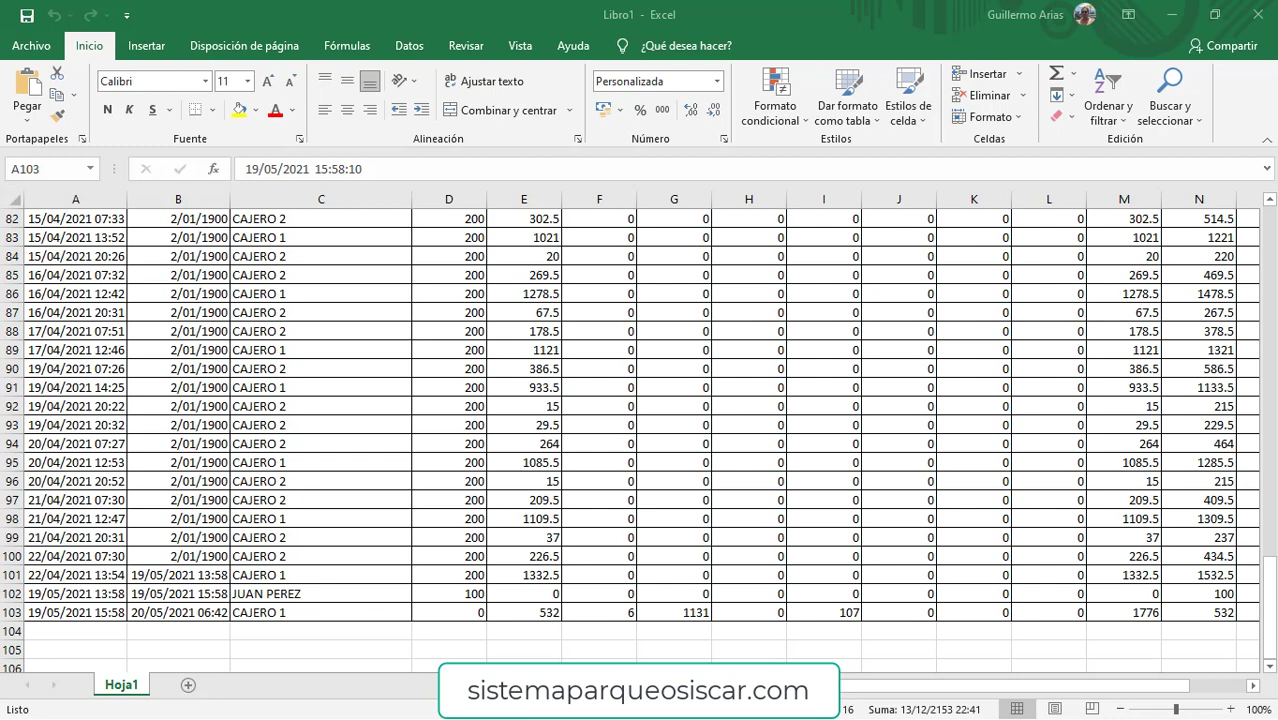 Libro1 - Excel
Guillermo Arias
Archivo Inicio Insertar Disposición de página Fórmulas Datos Revisar Vista Ayuda ¿Qué desea hacer? Compartir
Pegar
Calibri 11
N K S
Ajustar texto
Combinar y centrar
Personalizada
% 000
Formato condicional
Dar formato como tabla
Estilos de celda
Insertar
Eliminar
Formato
Ordenar y filtrar
Buscar y seleccionar
Portapapeles Fuente Alineación Número Estilos Celdas Edición
A103 fx 19/05/2021 15:58:10
A B C D E F G H I J K L M N
82 15/04/2021 07:33 2/01/1900 CAJERO 2 200 302.5 0 0 0 0 0 0 0 302.5 514.5
83 15/04/2021 13:52 2/01/1900 CAJERO 1 200 1021 0 0 0 0 0 0 0 1021 1221
84 15/04/2021 20:26 2/01/1900 CAJERO 2 200 20 0 0 0 0 0 0 0 20 220
85 16/04/2021 07:32 2/01/1900 CAJERO 2 200 269.5 0 0 0 0 0 0 0 269.5 469.5
86 16/04/2021 12:42 2/01/1900 CAJERO 1 200 1278.5 0 0 0 0 0 0 0 1278.5 1478.5
87 16/04/2021 20:31 2/01/1900 CAJERO 2 200 67.5 0 0 0 0 0 0 0 67.5 267.5
88 17/04/2021 07:51 2/01/1900 CAJERO 2 200 178.5 0 0 0 0 0 0 0 178.5 378.5
89 17/04/2021 12:46 2/01/1900 CAJERO 1 200 1121 0 0 0 0 0 0 0 1121 1321
90 19/04/2021 07:26 2/01/1900 CAJERO 2 200 386.5 0 0 0 0 0 0 0 386.5 586.5
91 19/04/2021 14:25 2/01/1900 CAJERO 1 200 933.5 0 0 0 0 0 0 0 933.5 1133.5
92 19/04/2021 20:22 2/01/1900 CAJERO 2 200 15 0 0 0 0 0 0 0 15 215
93 19/04/2021 20:32 2/01/1900 CAJERO 2 200 29.5 0 0 0 0 0 0 0 29.5 229.5
94 20/04/2021 07:27 2/01/1900 CAJERO 2 200 264 0 0 0 0 0 0 0 264 464
95 20/04/2021 12:53 2/01/1900 CAJERO 1 200 1085.5 0 0 0 0 0 0 0 1085.5 1285.5
96 20/04/2021 20:52 2/01/1900 CAJERO 2 200 15 0 0 0 0 0 0 0 15 215
97 21/04/2021 07:30 2/01/1900 CAJERO 2 200 209.5 0 0 0 0 0 0 0 209.5 409.5
98 21/04/2021 12:47 2/01/1900 CAJERO 1 200 1109.5 0 0 0 0 0 0 0 1109.5 1309.5
99 21/04/2021 20:31 2/01/1900 CAJERO 2 200 37 0 0 0 0 0 0 0 37 237
100 22/04/2021 07:30 2/01/1900 CAJERO 2 200 226.5 0 0 0 0 0 0 0 226.5 434.5
101 22/04/2021 13:54 19/05/2021 13:58 CAJERO 1 200 1332.5 0 0 0 0 0 0 0 1332.5 1532.5
102 19/05/2021 13:58 19/05/2021 15:58 JUAN PEREZ 100 0 0 0 0 0 0 0 0 0 100
103 19/05/2021 15:58 20/05/2021 06:42 CAJERO 1 0 532 6 1131 0 107 0 0 0 1776 532
104
105
106
Hoja1
sistemaparqueosiscar.com
Listo 16 Suma: 13/12/2153 22:41 100%